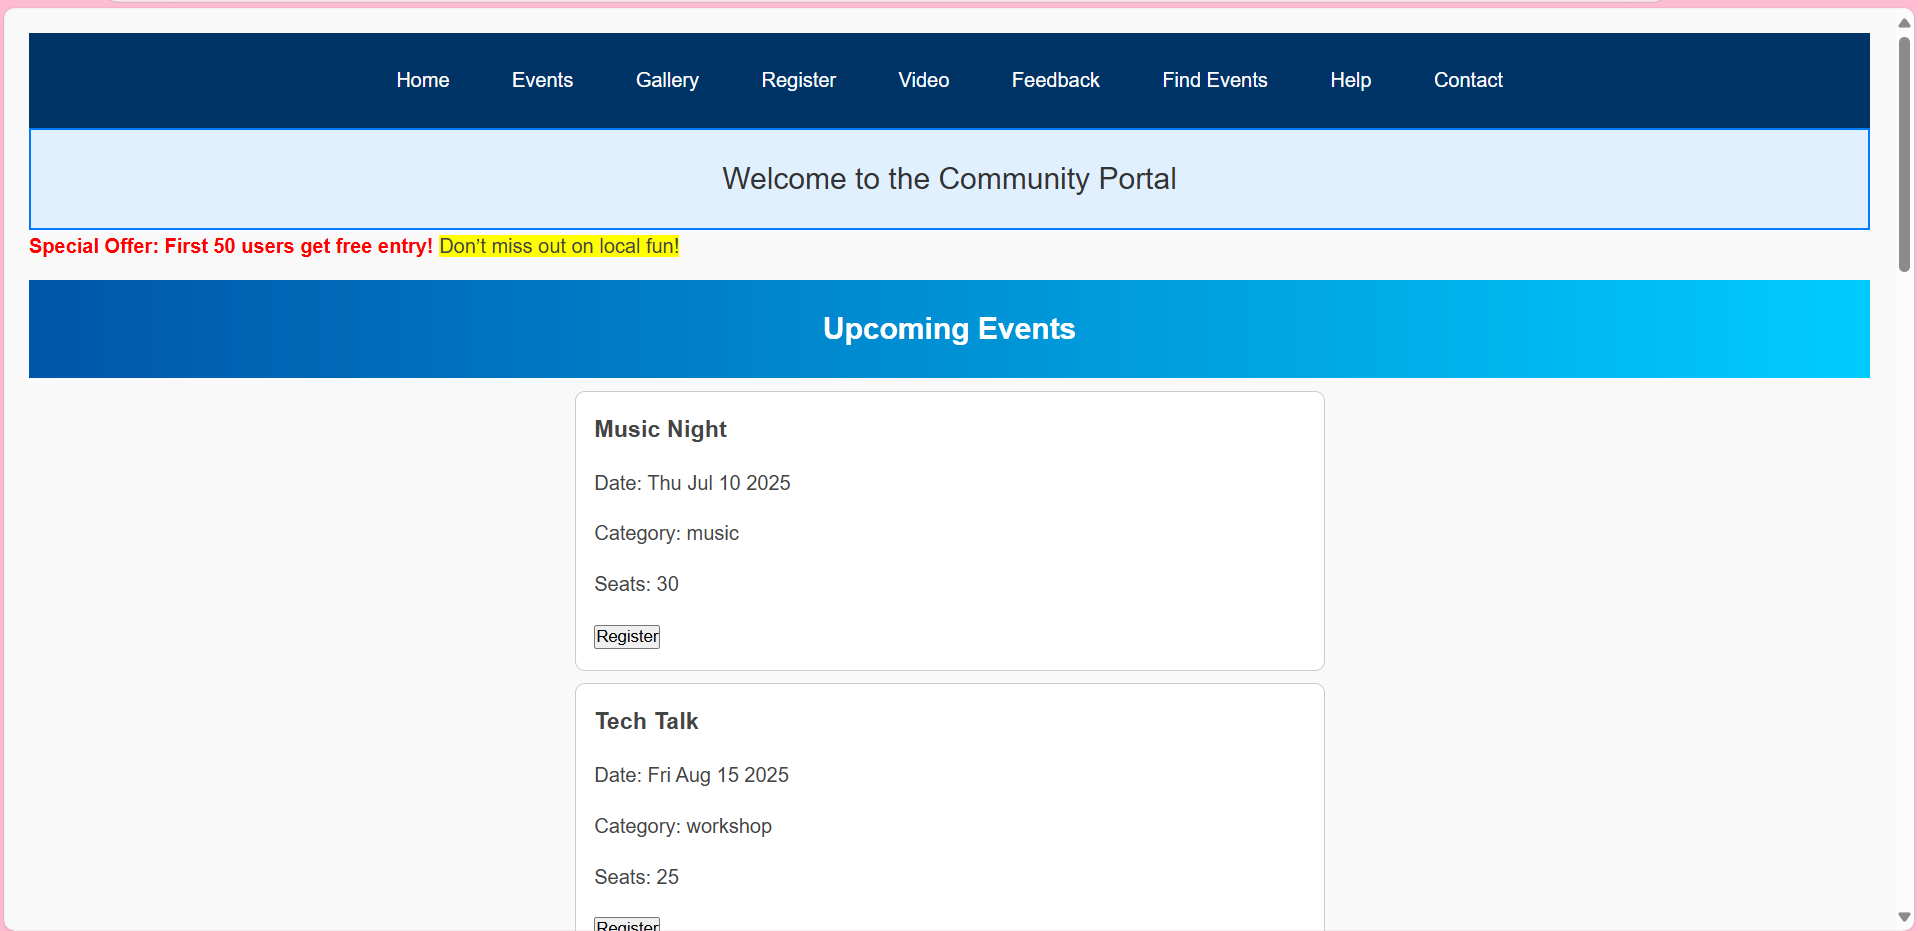 Home Events Gallery Register Video Feedback Find Events Help Contact
Welcome to the Community Portal
Special Offer: First 50 users get free entry! Don’t miss out on local fun!
Upcoming Events
Music Night
Date: Thu Jul 10 2025
Category: music
Seats: 30
Register
Tech Talk
Date: Fri Aug 15 2025
Category: workshop
Seats: 25
Register